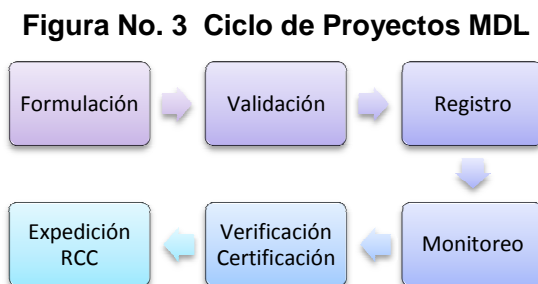 Figura No. 3 Ciclo de Proyectos MDL
Formulación
Validación
Registro
Monitoreo
Verificación
Certificación
Expedición
RCC